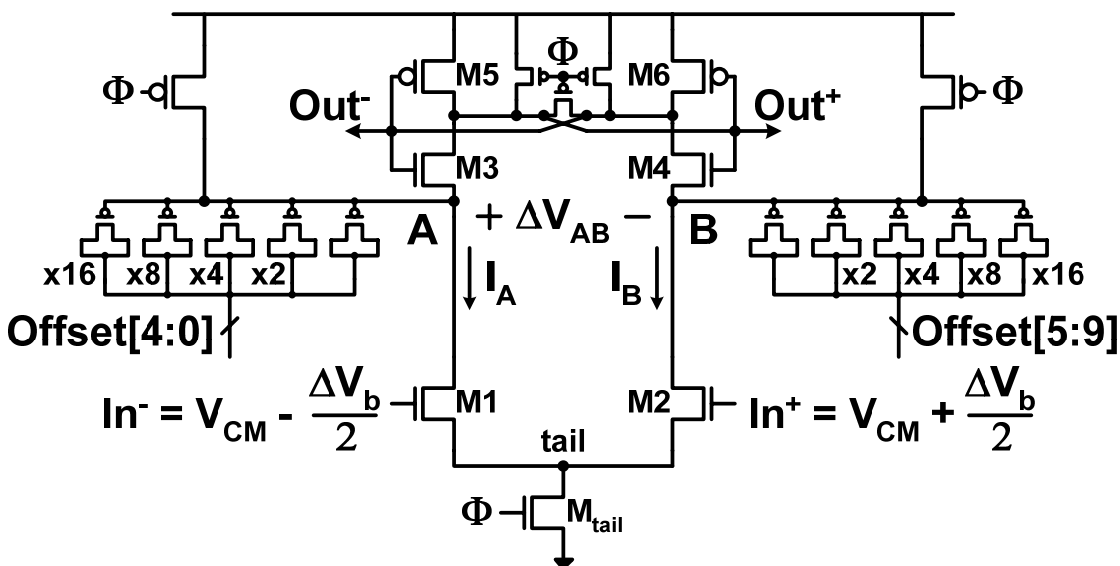 Φ
Φ M5 M6 Φ
Out⁻ Out⁺
M3 M4
A + ΔV_AB − B
x16 x8 x4 x2 x2 x4 x8 x16
I_A I_B
Offset[4:0] Offset[5:9]
In⁻ = V_CM - ΔV_b/2 M1 M2 In⁺ = V_CM + ΔV_b/2
tail
Φ M_tail